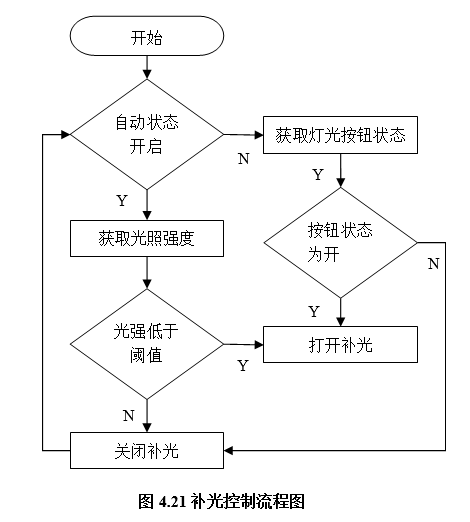 开始
自动状态
开启
N
获取灯光按钮状态
Y
Y
获取光照强度
按钮状态
为开
N
光强低于
阈值
Y
Y
打开补光
N
关闭补光
图 4.21 补光控制流程图